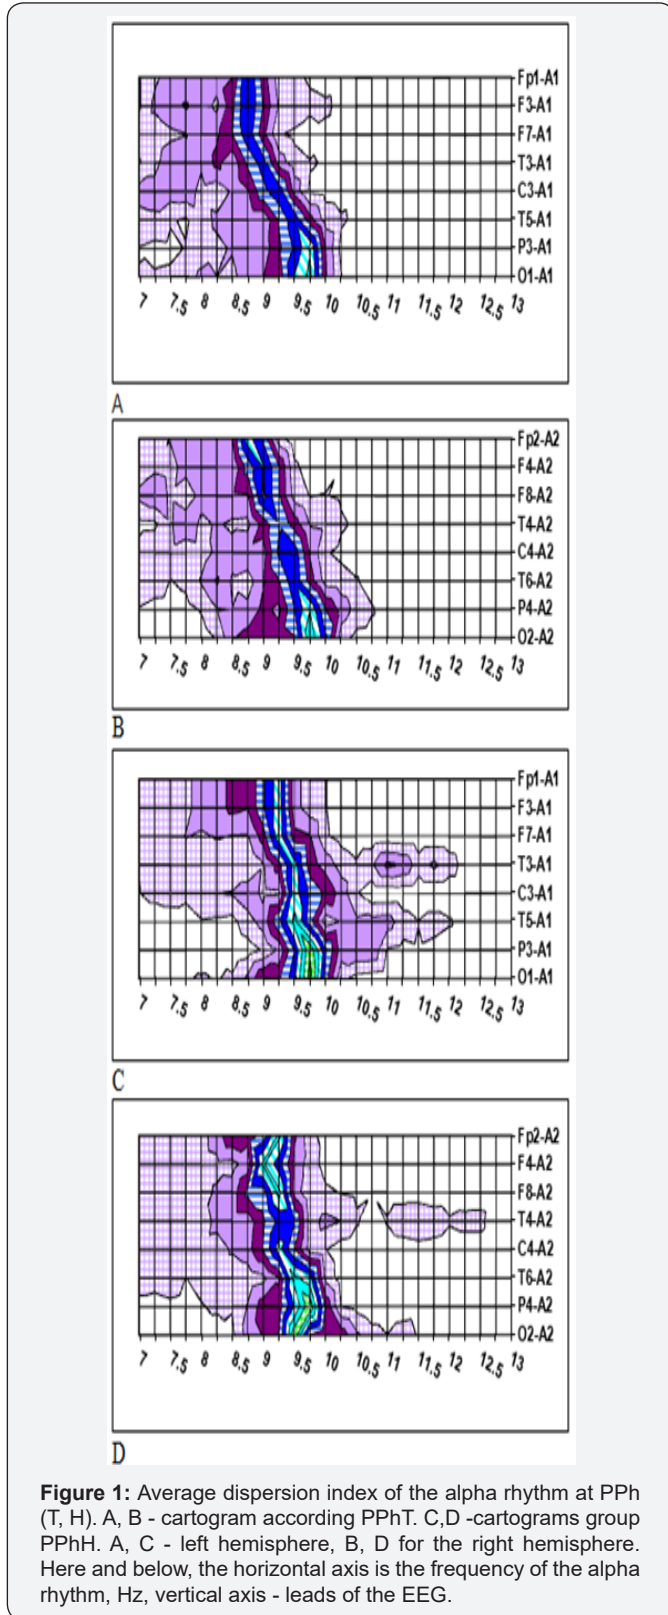 Fp1-A1
F3-A1
F7-A1
T3-A1
C3-A1
T5-A1
P3-A1
O1-A1
7 7.5 8 8.5 9 9.5 10 10.5 11 11.5 12 12.5 13
A
Fp2-A2
F4-A2
F8-A2
T4-A2
C4-A2
T6-A2
P4-A2
O2-A2
7 7.5 8 8.5 9 9.5 10 10.5 11 11.5 12 12.5 13
B
Fp1-A1
F3-A1
F7-A1
T3-A1
C3-A1
T5-A1
P3-A1
O1-A1
7 7.5 8 8.5 9 9.5 10 10.5 11 11.5 12 12.5 13
C
Fp2-A2
F4-A2
F8-A2
T4-A2
C4-A2
T6-A2
P4-A2
O2-A2
7 7.5 8 8.5 9 9.5 10 10.5 11 11.5 12 12.5 13
D
Figure 1: Average dispersion index of the alpha rhythm at PPh
(T, H). A, B - cartogram according PPhT. C,D -cartograms group
PPhH. A, C - left hemisphere, B, D for the right hemisphere.
Here and below, the horizontal axis is the frequency of the alpha
rhythm, Hz, vertical axis - leads of the EEG.